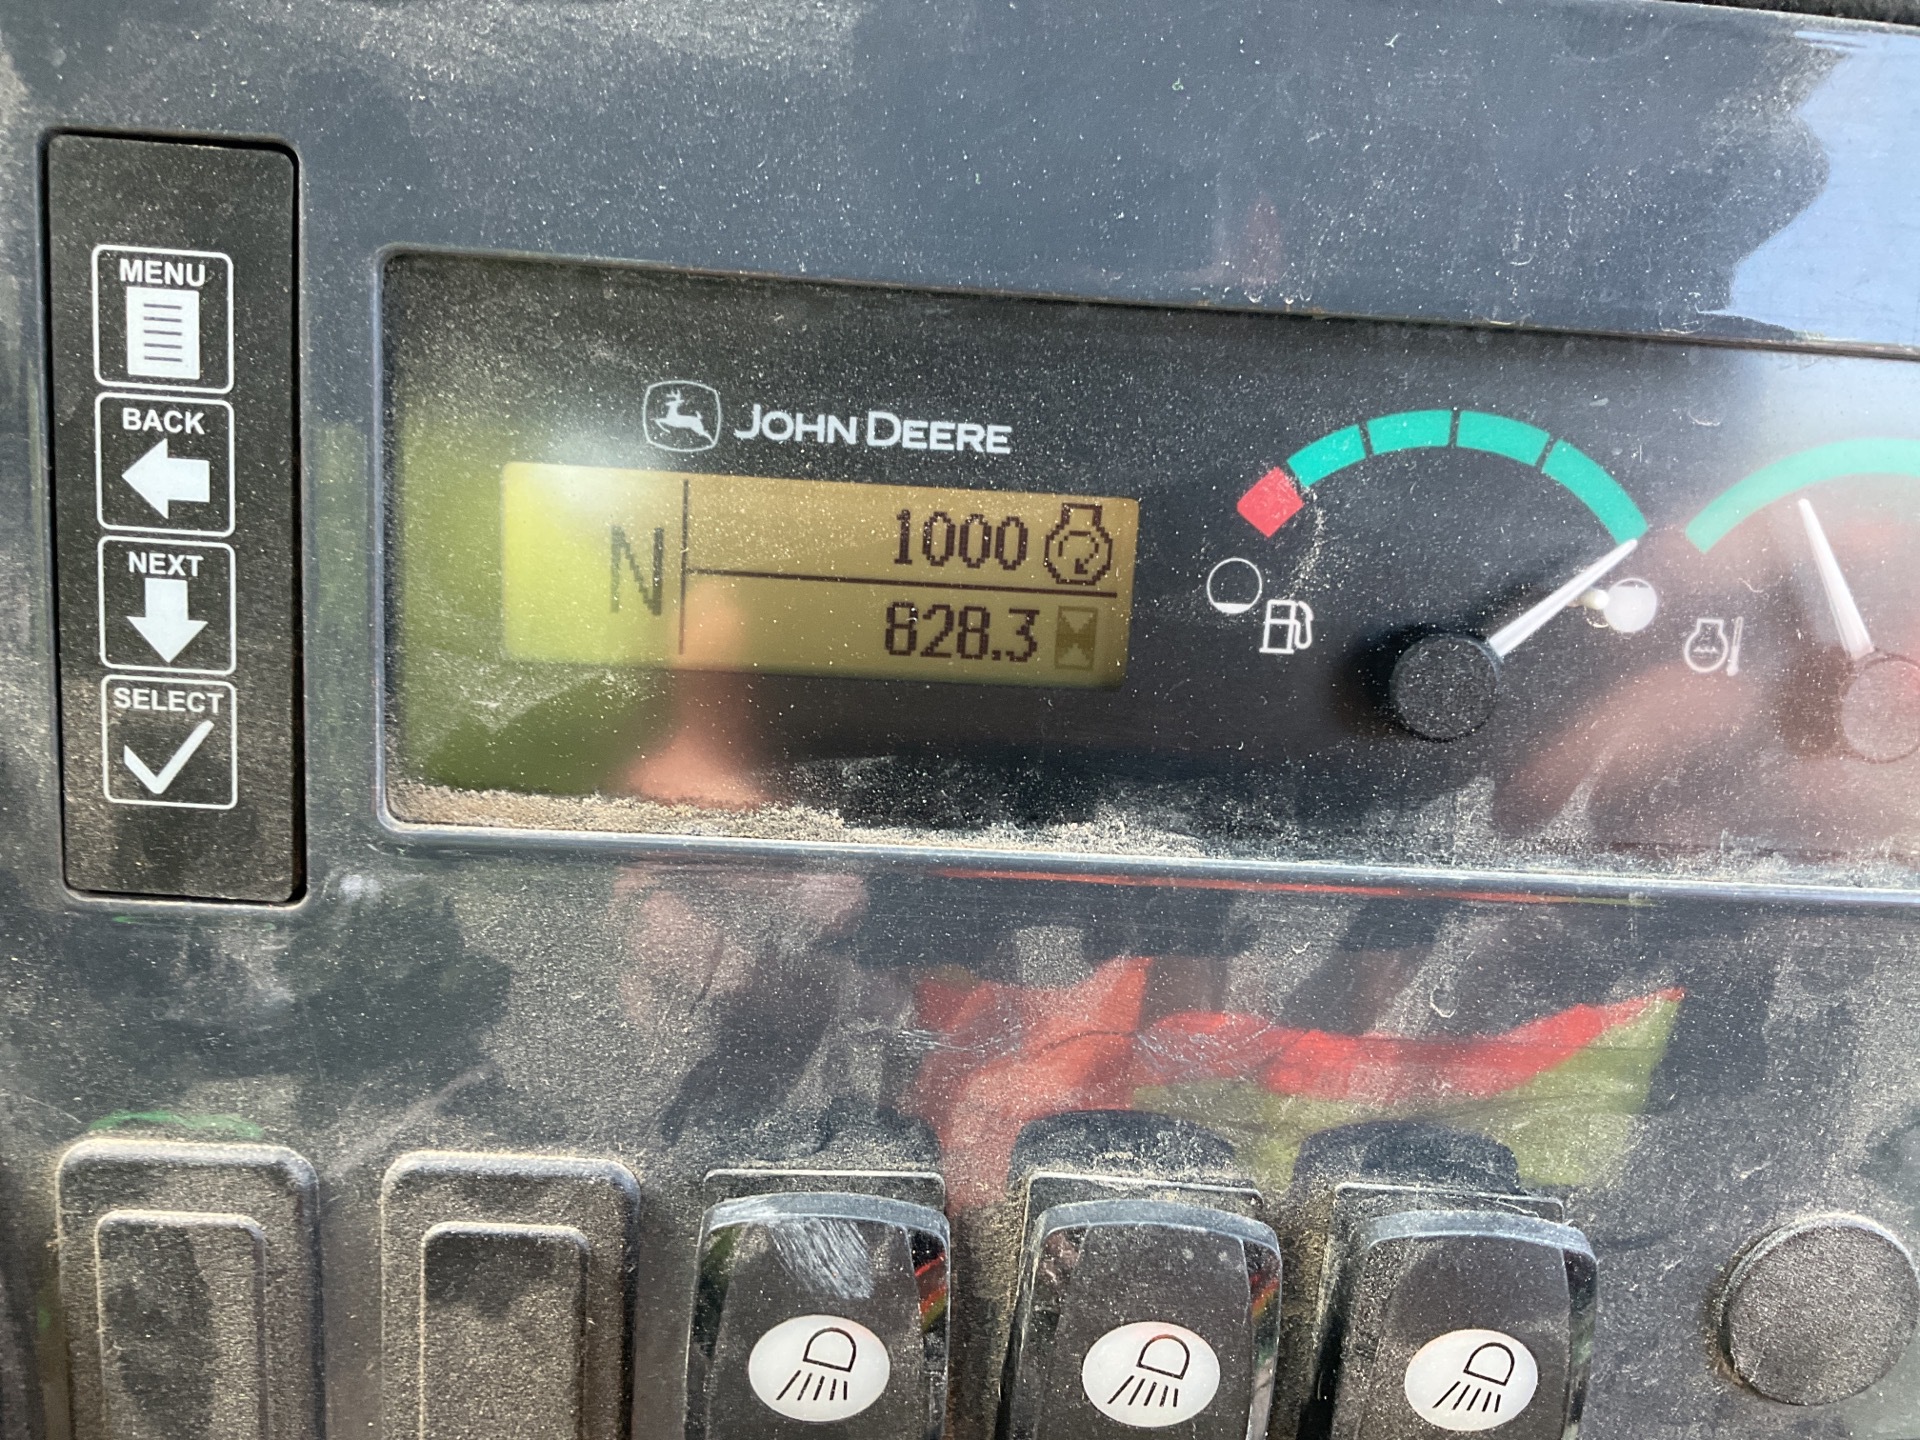 MENU
BACK
NEXT
SELECT
JOHN DEERE
N
1000
828.3